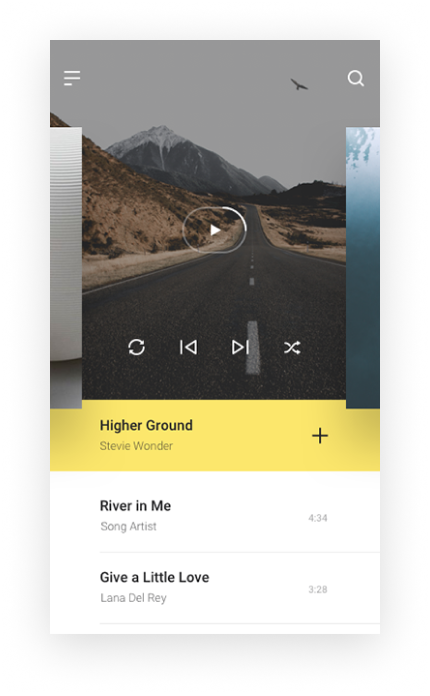 Higher Ground
Stevie Wonder
River in Me
Song Artist
4:34
Give a Little Love
Lana Del Rey
3:28